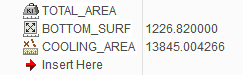 TOTAL_AREA
BOTTOM_SURF 1226.820000
COOLING_AREA 13845.004266
Insert Here